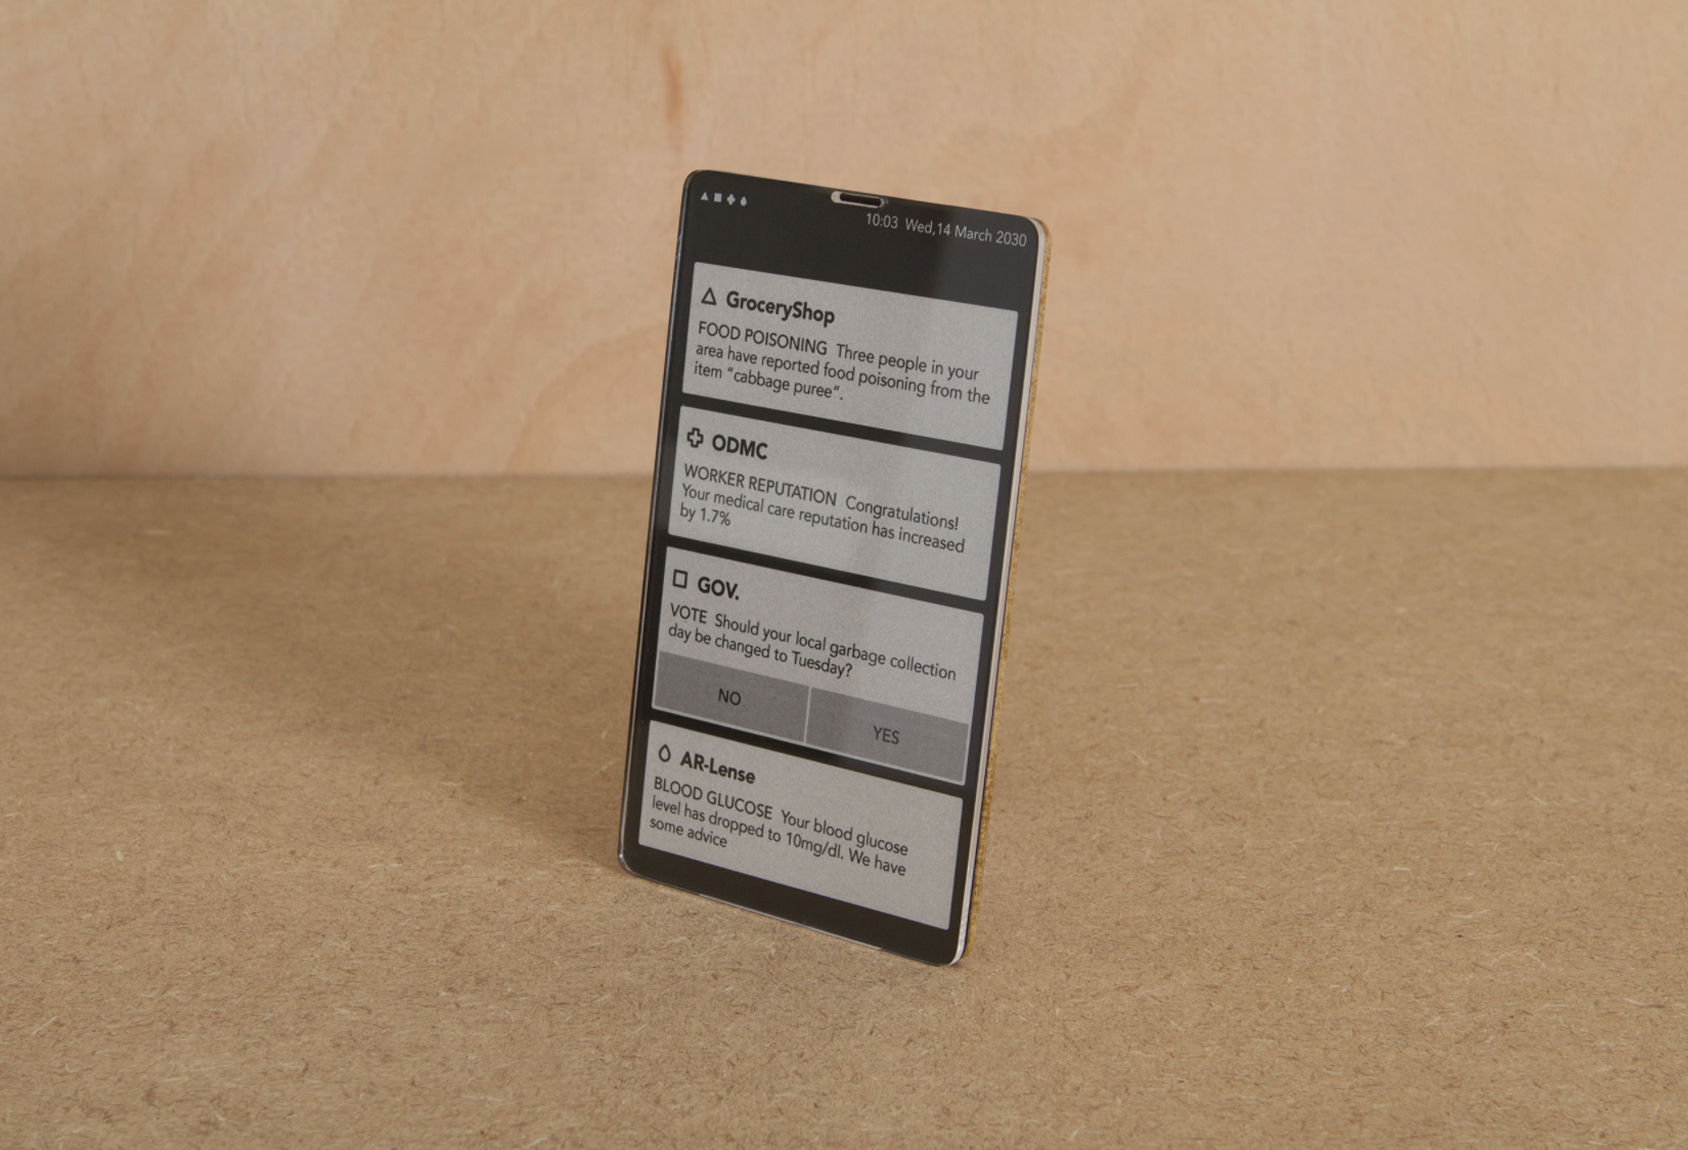 10:03 Wed,14 March 2030
GroceryShop
FOOD POISONING Three people in your
area have reported food poisoning from the
item “cabbage puree“.
ODMC
WORKER REPUTATION Congratulations!
Your medical care reputation has increased
by 1.7%
GOV.
VOTE Should your local garbage collection
day be changed to Tuesday?
NO YES
AR-Lense
BLOOD GLUCOSE Your blood glucose
level has dropped to 10mg/dl. We have
some advice